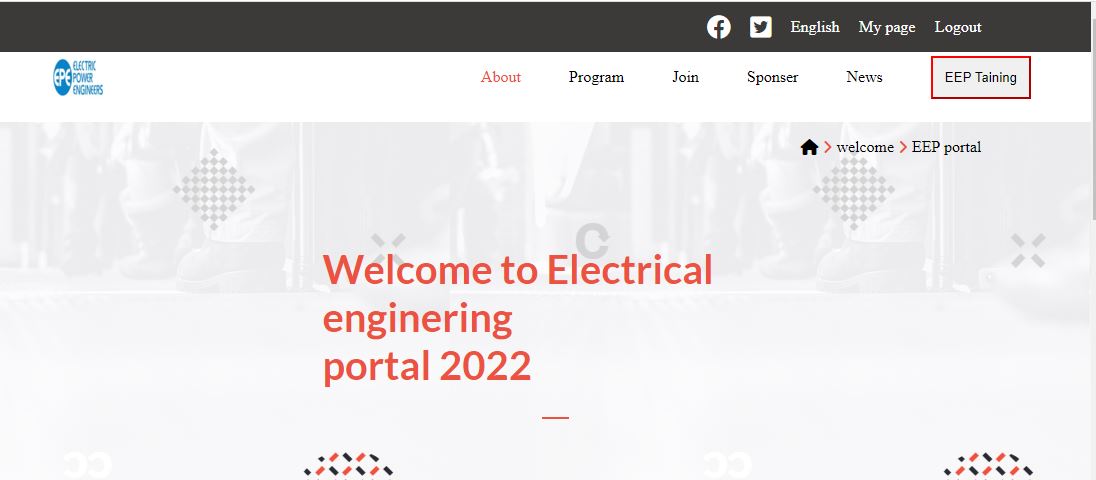 English My page Logout
EPE ELECTRIC
POWER
ENGINEERS
About Program Join Sponser News EEP Taining
welcome EEP portal
Welcome to Electrical
enginering
portal 2022